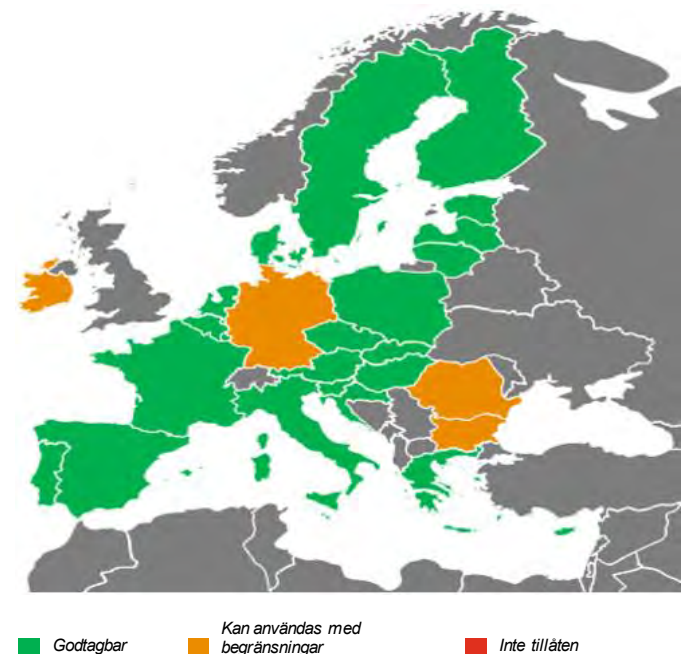 Godtagbar
Kan användas med
begränsningar
Inte tillåten